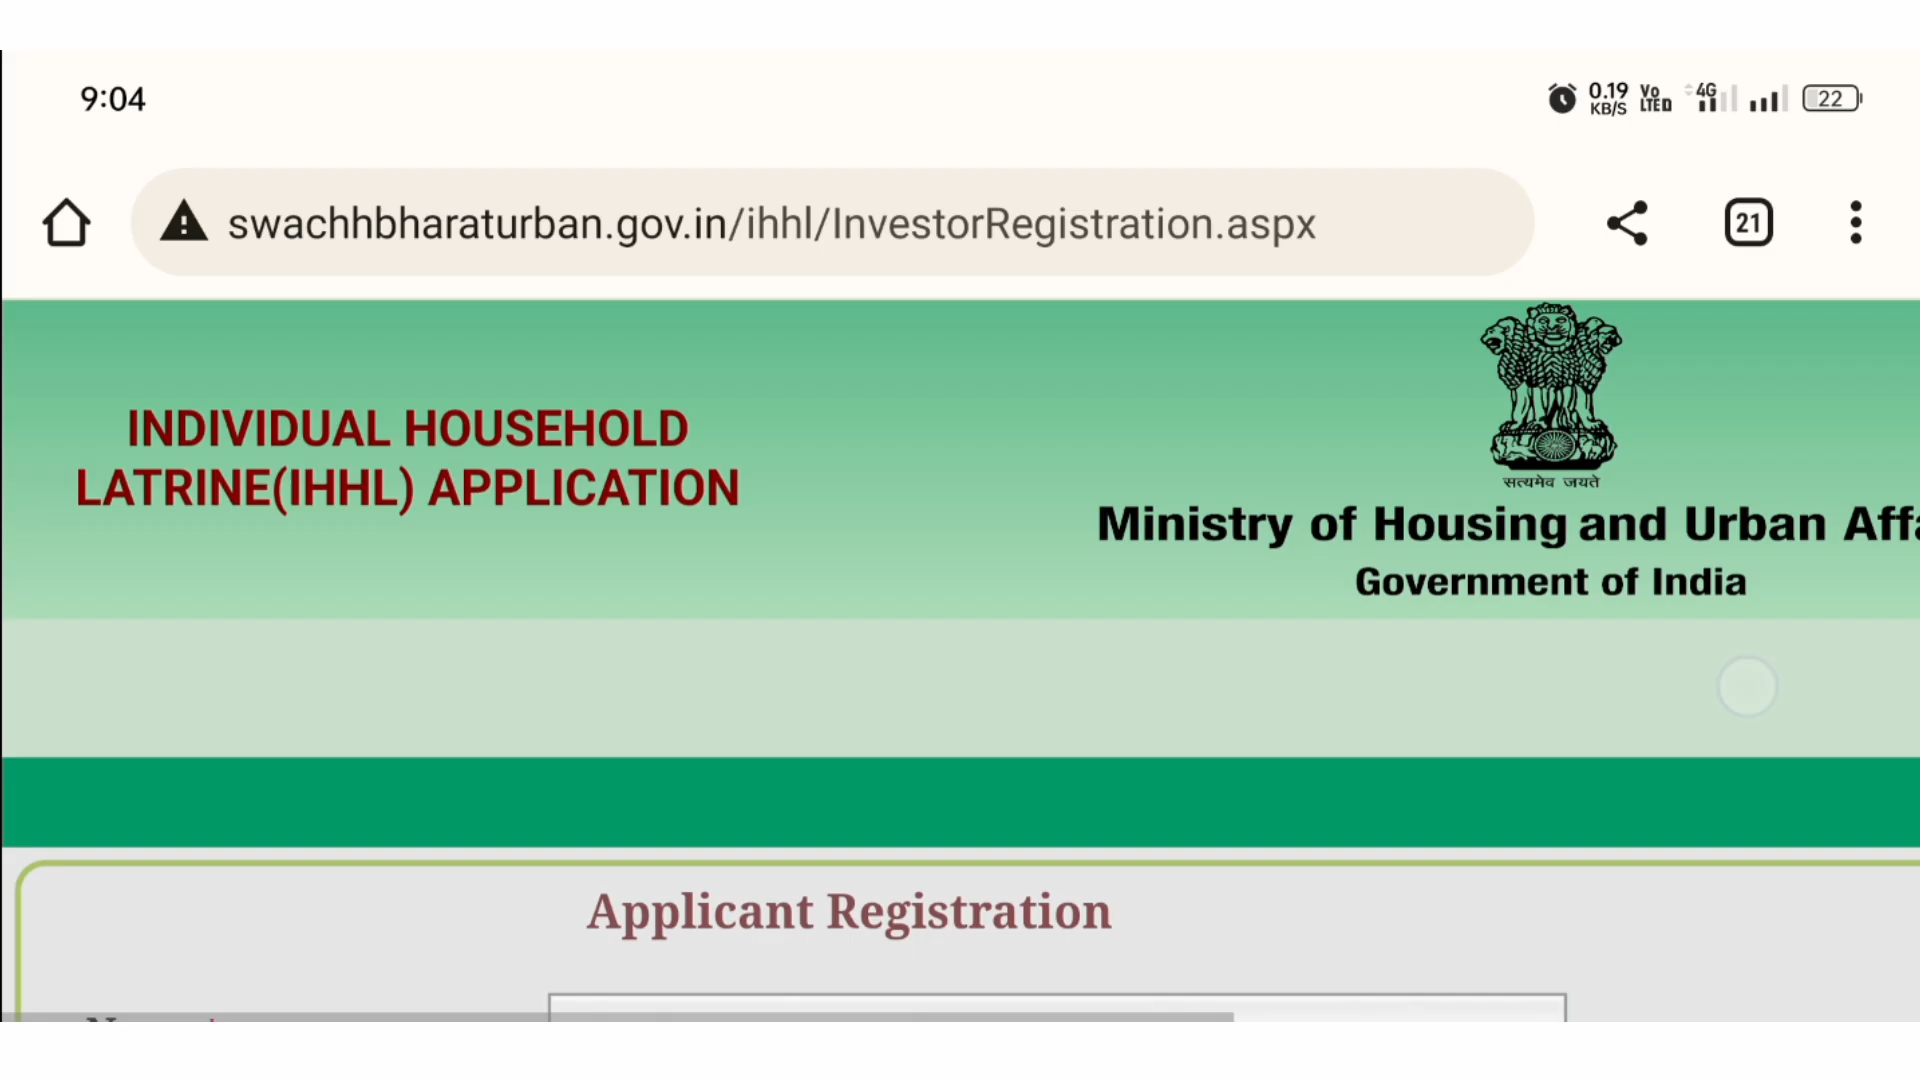 9:04
0.19
KB/S
Vo
LTE
4G
22
swachhbharaturban.gov.in/ihhl/InvestorRegistration.aspx
21
INDIVIDUAL HOUSEHOLD
LATRINE(IHHL) APPLICATION
सत्यमेव जयते
Ministry of Housing and Urban
Government of India
Applicant Registration